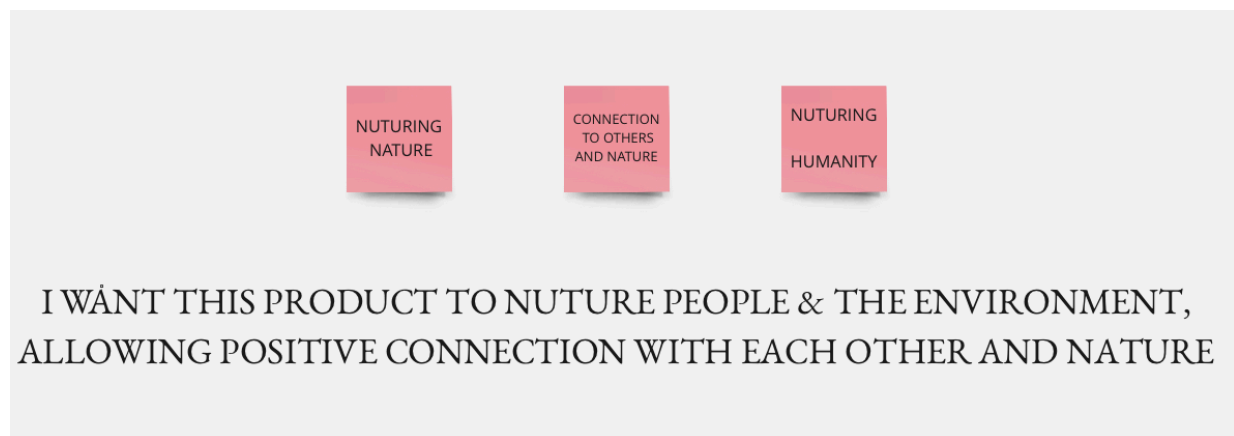 NUTURING
NATURE
CONNECTION
TO OTHERS
AND NATURE
NUTURING
HUMANITY
I WȦNT THIS PRODUCT TO NUTURE PEOPLE & THE ENVIRONMENT,
ALLOWING POSITIVE CONNECTION WITH EACH OTHER AND NATURE